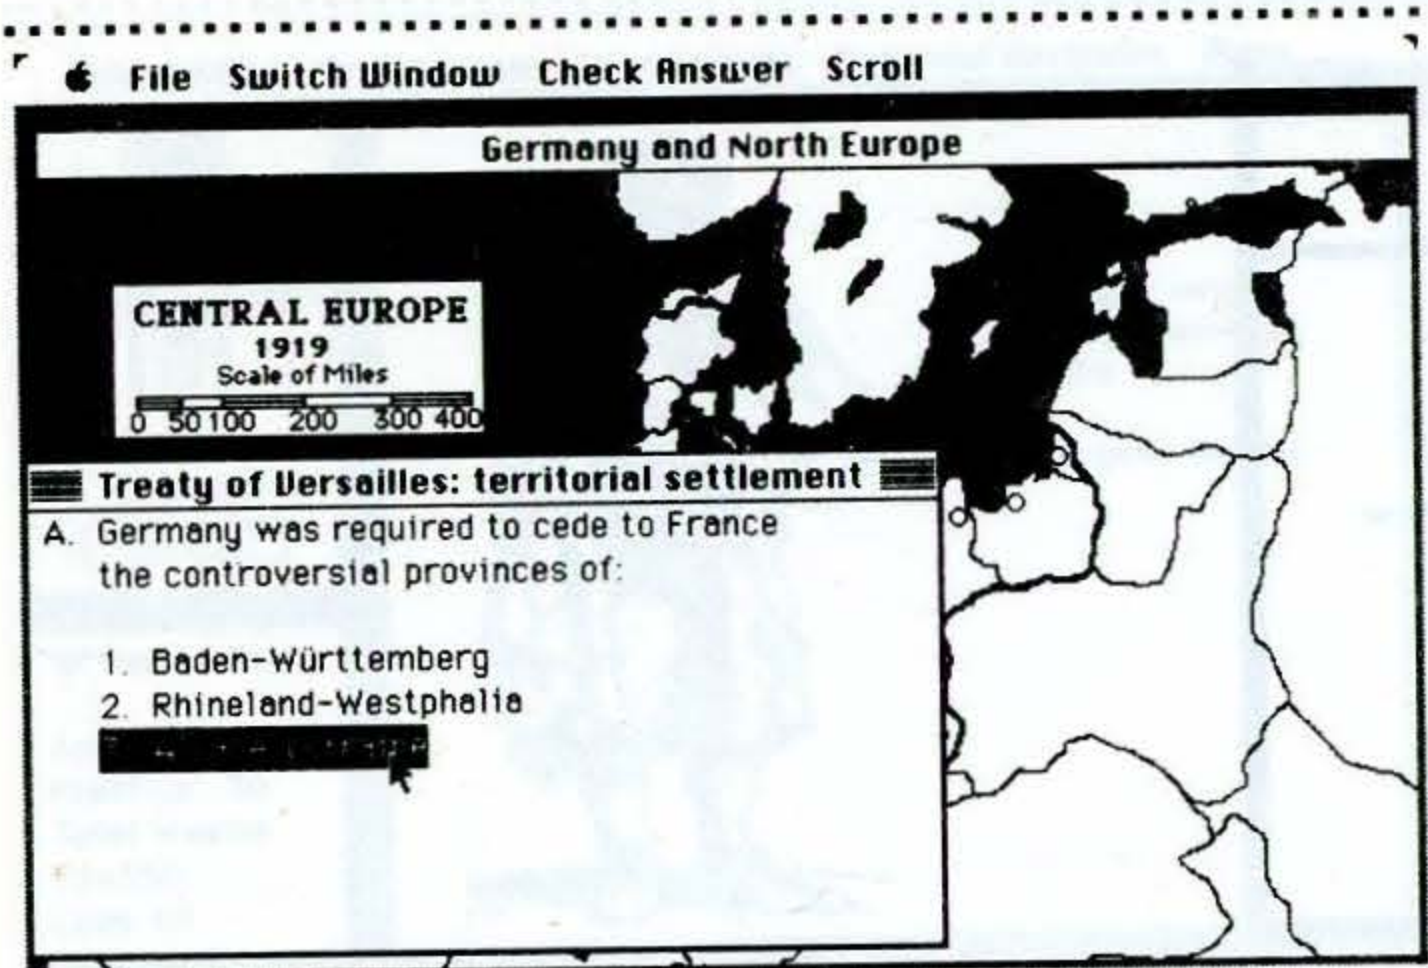 File Switch Window Check Answer Scroll
Germany and North Europe
CENTRAL EUROPE
1919
Scale of Miles
0 50 100 200 300 400
Treaty of Versailles: territorial settlement
A. Germany was required to cede to France
the controversial provinces of:
1. Baden-Württemberg
2. Rhineland-Westphalia